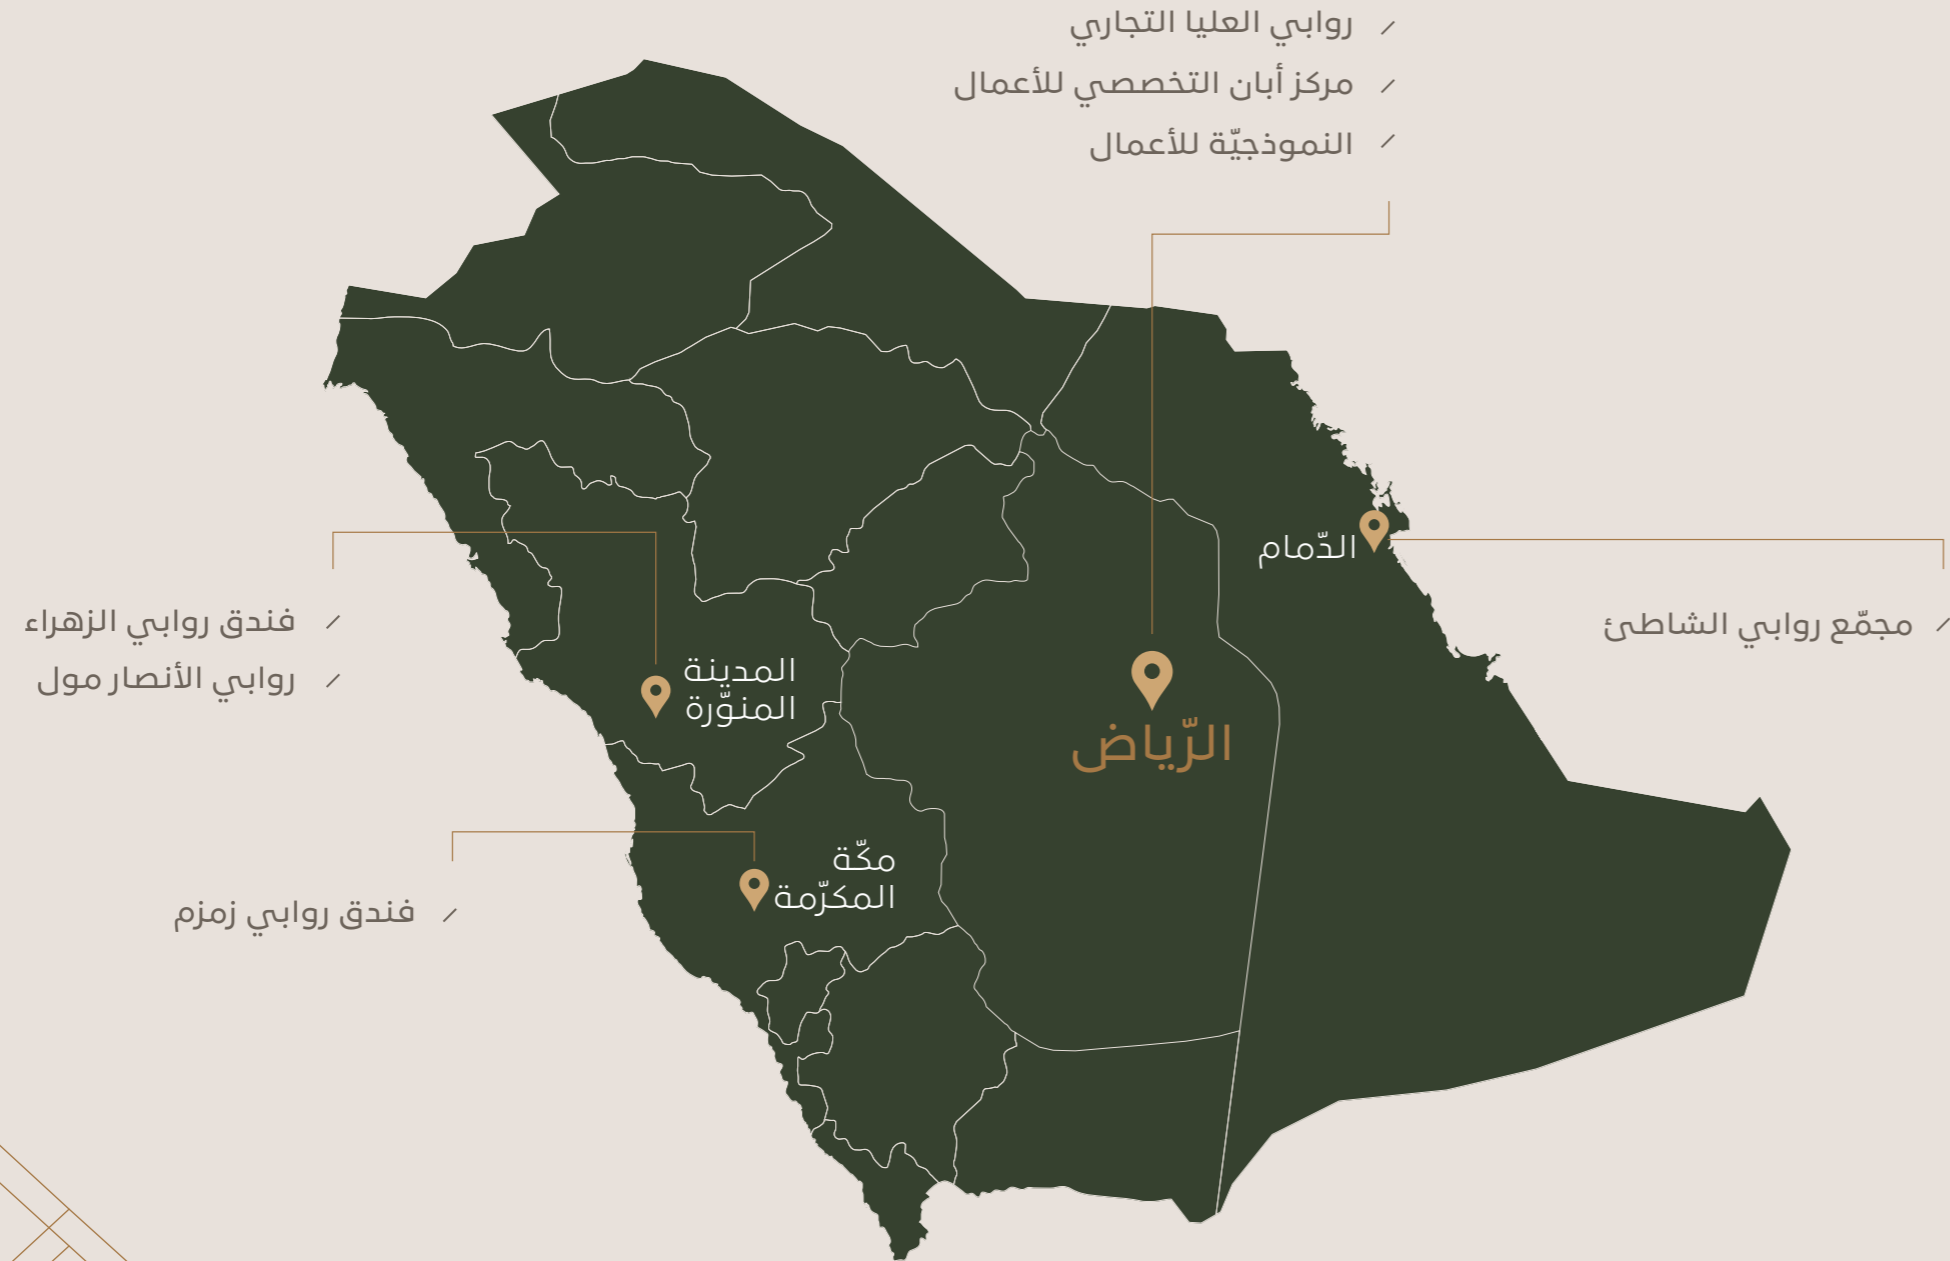 روابي العليا التجاري
مركز أبان التخصصي للأعمال
النموذجيّة للأعمال
الدّمام
مجمّع روابي الشاطئ
فندق روابي الزهراء
روابي الأنصار مول
المدينة
المنوّرة
الرّياض
مكّة
المكرّمة
فندق روابي زمزم